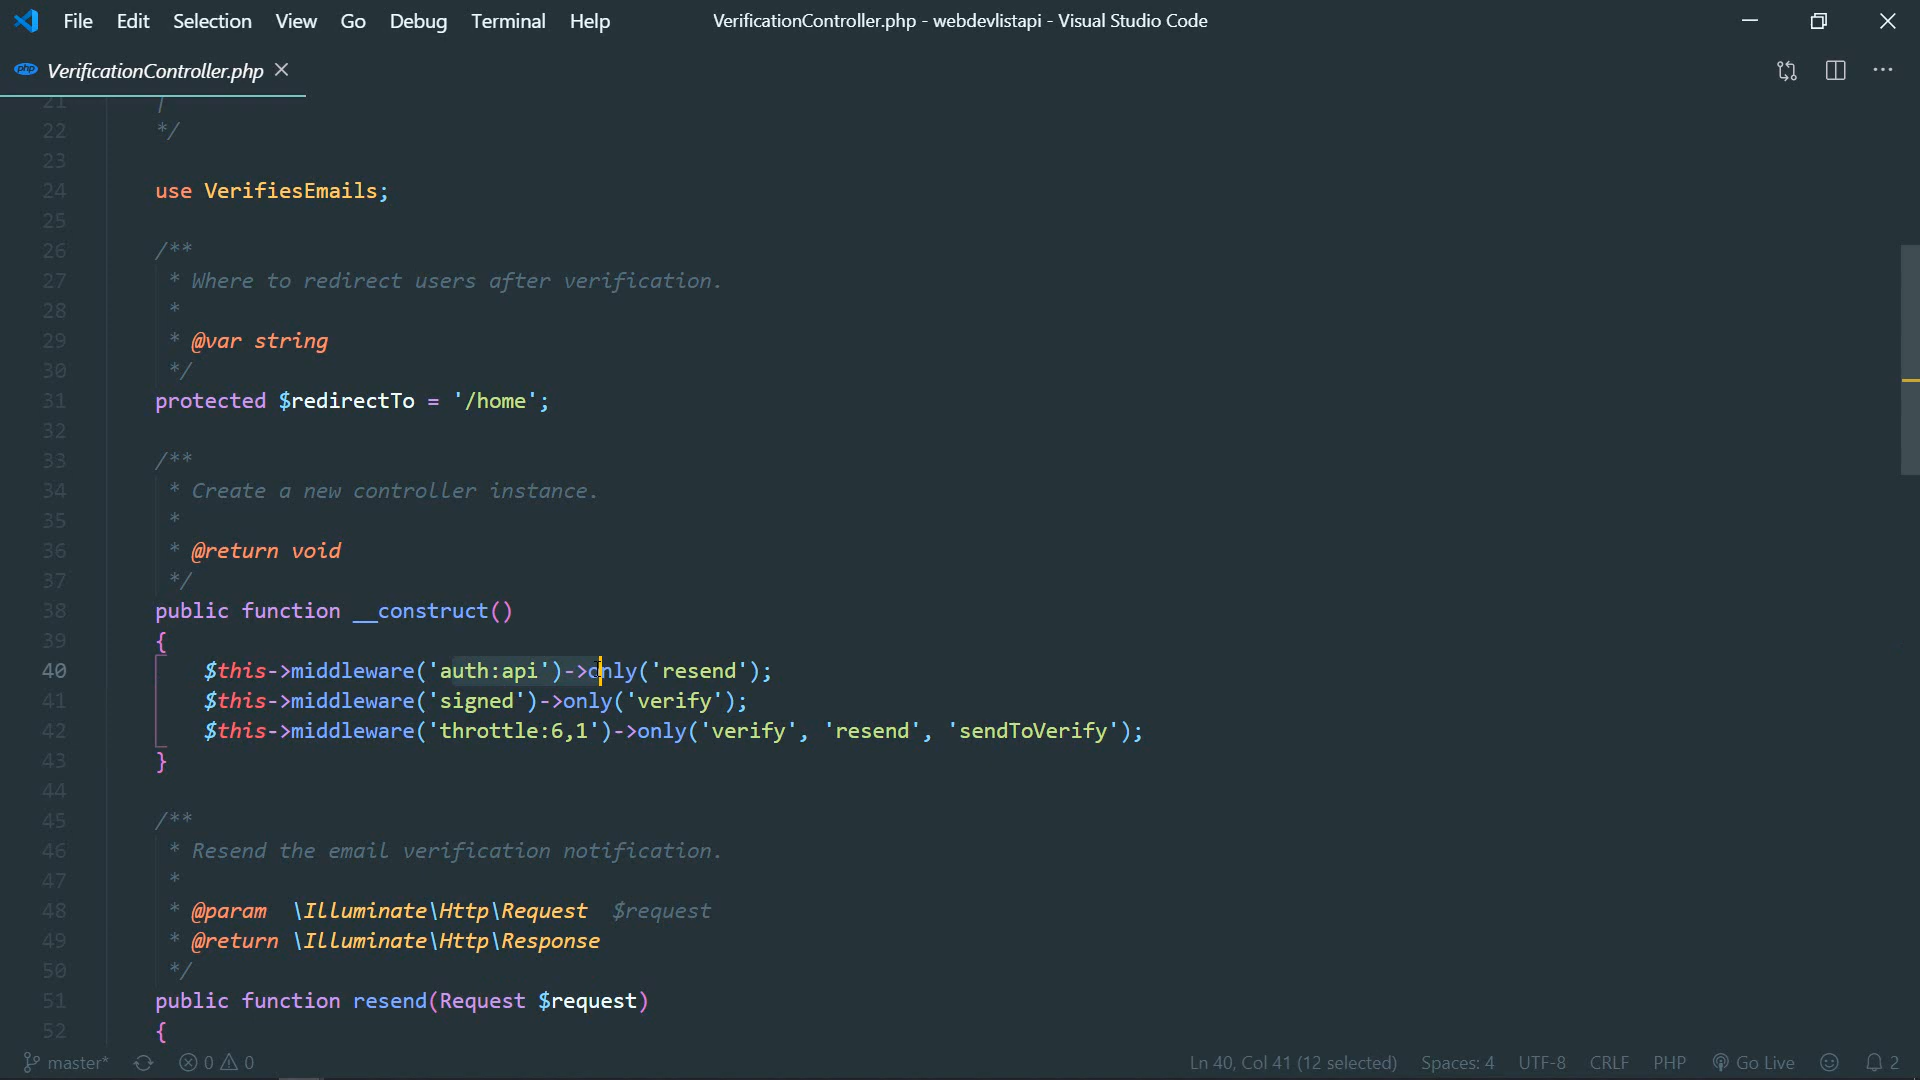 File Edit Selection View Go Debug Terminal Help VerificationController.php - webdevlistapi - Visual Studio Code
php VerificationController.php
21 |
22 */
23
24 use VerifiesEmails;
25
26 /**
27 * Where to redirect users after verification.
28 *
29 * @var string
30 */
31 protected $redirectTo = '/home';
32
33 /**
34 * Create a new controller instance.
35 *
36 * @return void
37 */
38 public function __construct()
39 {
40 $this->middleware('auth:api')->only('resend');
41 $this->middleware('signed')->only('verify');
42 $this->middleware('throttle:6,1')->only('verify', 'resend', 'sendToVerify');
43 }
44
45 /**
46 * Resend the email verification notification.
47 *
48 * @param \Illuminate\Http\Request $request
49 * @return \Illuminate\Http\Response
50 */
51 public function resend(Request $request)
52 {
master* 0 0 Ln 40, Col 41 (12 selected) Spaces: 4 UTF-8 CRLF PHP Go Live 2